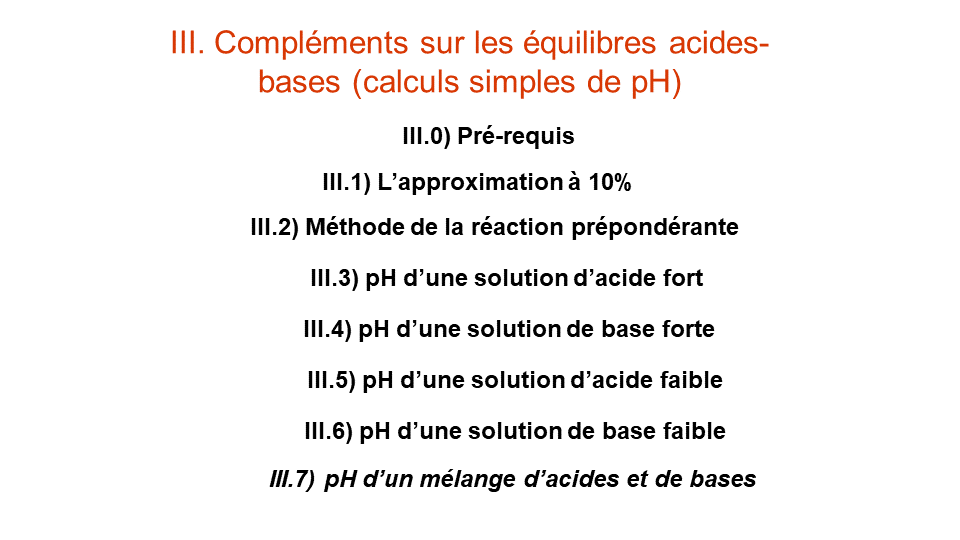 III. Compléments sur les équilibres acides-
bases (calculs simples de pH)
III.0) Pré-requis
III.1) L’approximation à 10%
III.2) Méthode de la réaction prépondérante
III.3) pH d’une solution d’acide fort
III.4) pH d’une solution de base forte
III.5) pH d’une solution d’acide faible
III.6) pH d’une solution de base faible
III.7) pH d’un mélange d’acides et de bases